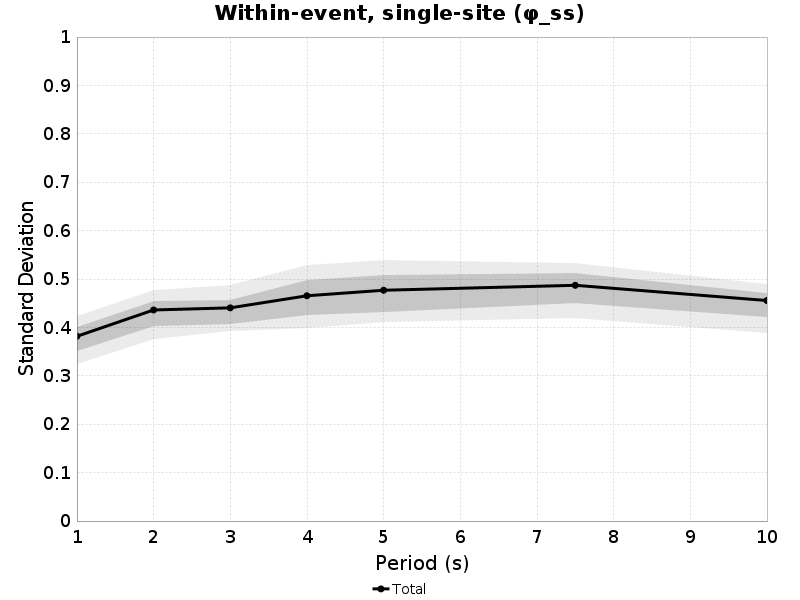 Within-event, single-site (φ_ss)
Standard Deviation
1
0.9
0.8
0.7
0.6
0.5
0.4
0.3
0.2
0.1
0
1 2 3 4 5 6 7 8 9 10
Period (s)
Total